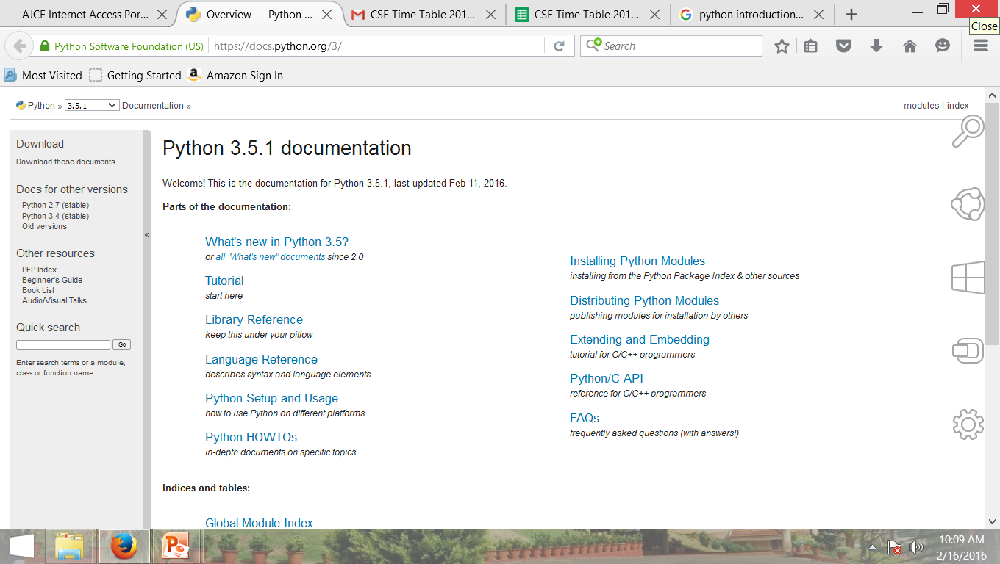 AJCE Internet Access Por...
Overview — Python ...
CSE Time Table 201...
CSE Time Table 201...
python introduction...
Close
Python Software Foundation (US)
https://docs.python.org/3/
Search
Most Visited
Getting Started
Amazon Sign In
Python » 3.5.1 Documentation »
modules | index
Download
Download these documents
Docs for other versions
Python 2.7 (stable)
Python 3.4 (stable)
Old versions
Other resources
PEP Index
Beginner's Guide
Book List
Audio/Visual Talks
Quick search
Go
Enter search terms or a module,
class or function name.
«
Python 3.5.1 documentation
Welcome! This is the documentation for Python 3.5.1, last updated Feb 11, 2016.
Parts of the documentation:
What's new in Python 3.5?
or all "What's new" documents since 2.0
Tutorial
start here
Library Reference
keep this under your pillow
Language Reference
describes syntax and language elements
Python Setup and Usage
how to use Python on different platforms
Python HOWTOs
in-depth documents on specific topics
Installing Python Modules
installing from the Python Package Index & other sources
Distributing Python Modules
publishing modules for installation by others
Extending and Embedding
tutorial for C/C++ programmers
Python/C API
reference for C/C++ programmers
FAQs
frequently asked questions (with answers!)
Indices and tables:
Global Module Index
10:09 AM
2/16/2016